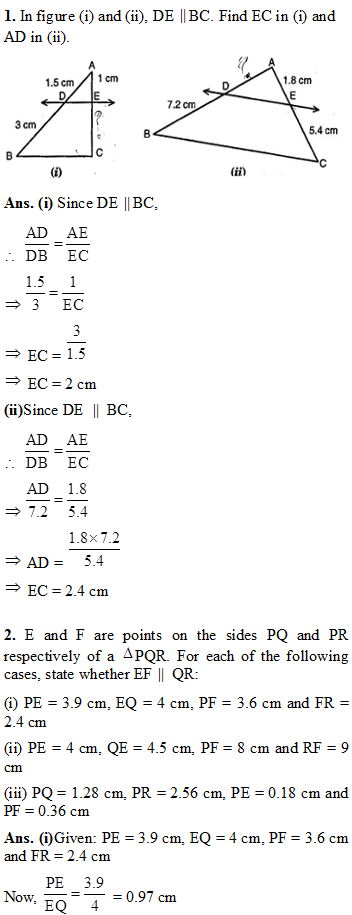 1. In figure (i) and (ii), DE || BC. Find EC in (i) and
AD in (ii).
A
1.5 cm
1 cm
D
E
?
3 cm
B
C
(i)
?
A
D
1.8 cm
E
7.2 cm
B
5.4 cm
C
(ii)
Ans. (i) Since DE || BC,
∴ AD/DB = AE/EC
⇒ 1.5/3 = 1/EC
⇒ EC = 3/1.5
⇒ EC = 2 cm
(ii)Since DE || BC,
∴ AD/DB = AE/EC
⇒ AD/7.2 = 1.8/5.4
⇒ AD = 1.8×7.2/5.4
⇒ EC = 2.4 cm
2. E and F are points on the sides PQ and PR
respectively of a ΔPQR. For each of the following
cases, state whether EF || QR:
(i) PE = 3.9 cm, EQ = 4 cm, PF = 3.6 cm and FR =
2.4 cm
(ii) PE = 4 cm, QE = 4.5 cm, PF = 8 cm and RF = 9
cm
(iii) PQ = 1.28 cm, PR = 2.56 cm, PE = 0.18 cm and
PF = 0.36 cm
Ans. (i)Given: PE = 3.9 cm, EQ = 4 cm, PF = 3.6 cm
and FR = 2.4 cm
Now, PE/EQ = 3.9/4 = 0.97 cm